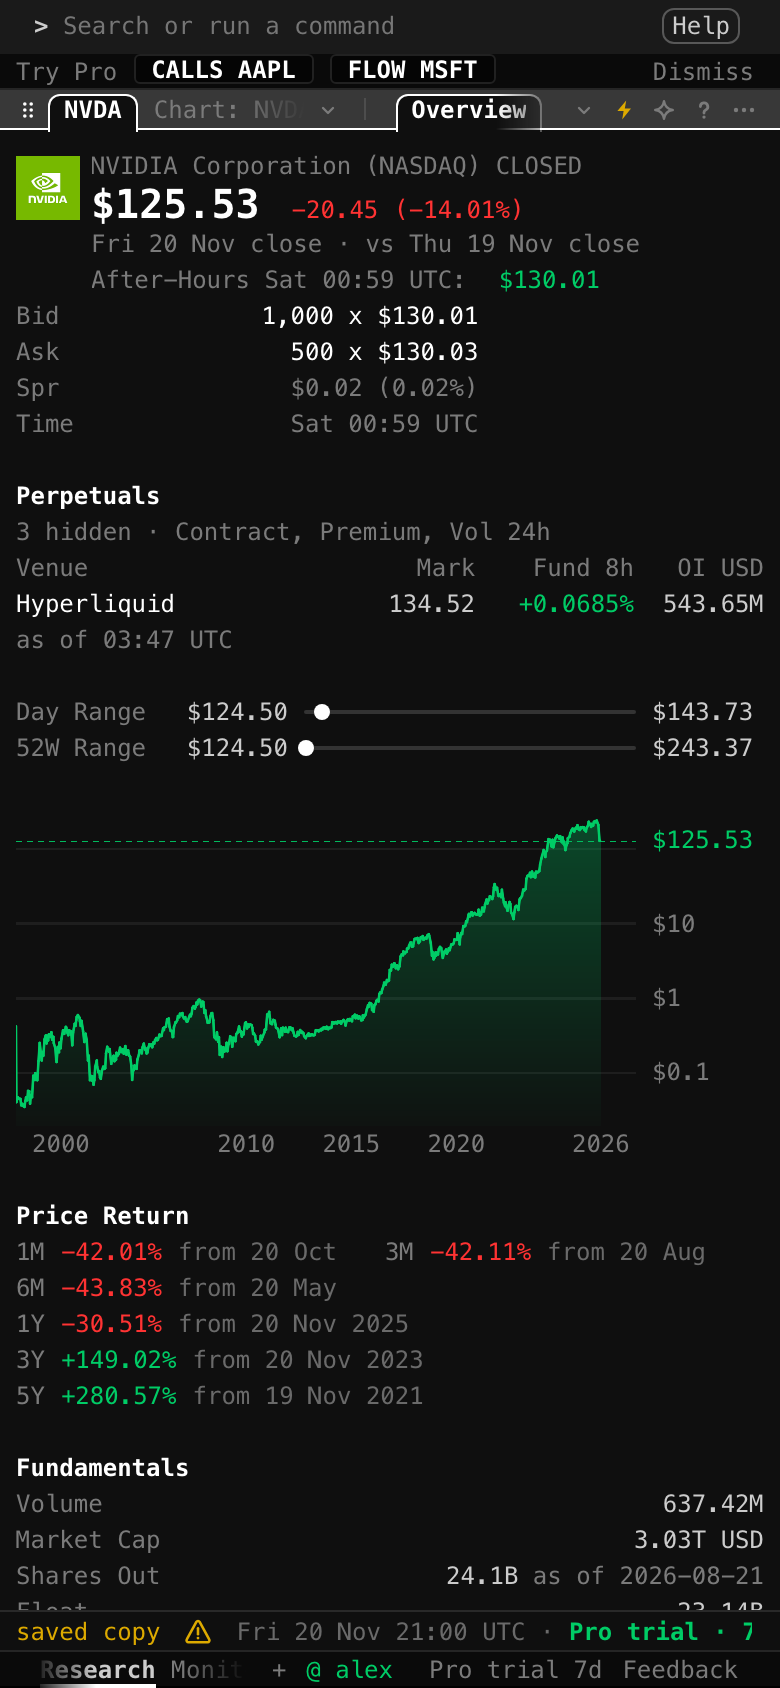 > Search or run a command Help
Try Pro CALLS AAPL FLOW MSFT Dismiss
NVDA Chart: NVD Overview ?
NVIDIA NVIDIA Corporation (NASDAQ) CLOSED
$125.53 −20.45 (−14.01%)
Fri 20 Nov close · vs Thu 19 Nov close
After−Hours Sat 00:59 UTC: $130.01
Bid 1,000 x $130.01
Ask 500 x $130.03
Spr $0.02 (0.02%)
Time Sat 00:59 UTC
Perpetuals
3 hidden · Contract, Premium, Vol 24h
Venue Mark Fund 8h OI USD
Hyperliquid 134.52 +0.0685% 543.65M
as of 03:47 UTC
Day Range $124.50 $143.73
52W Range $124.50 $243.37
$125.53
$10
$1
$0.1
2000 2010 2015 2020 2026
Price Return
1M −42.01% from 20 Oct 3M −42.11% from 20 Aug
6M −43.83% from 20 May
1Y −30.51% from 20 Nov 2025
3Y +149.02% from 20 Nov 2023
5Y +280.57% from 19 Nov 2021
Fundamentals
Volume 637.42M
Market Cap 3.03T USD
Shares Out 24.1B as of 2026−08−21
Float 23.14B
saved copy Fri 20 Nov 21:00 UTC · Pro trial · 7
Research Monit + @ alex Pro trial 7d Feedback